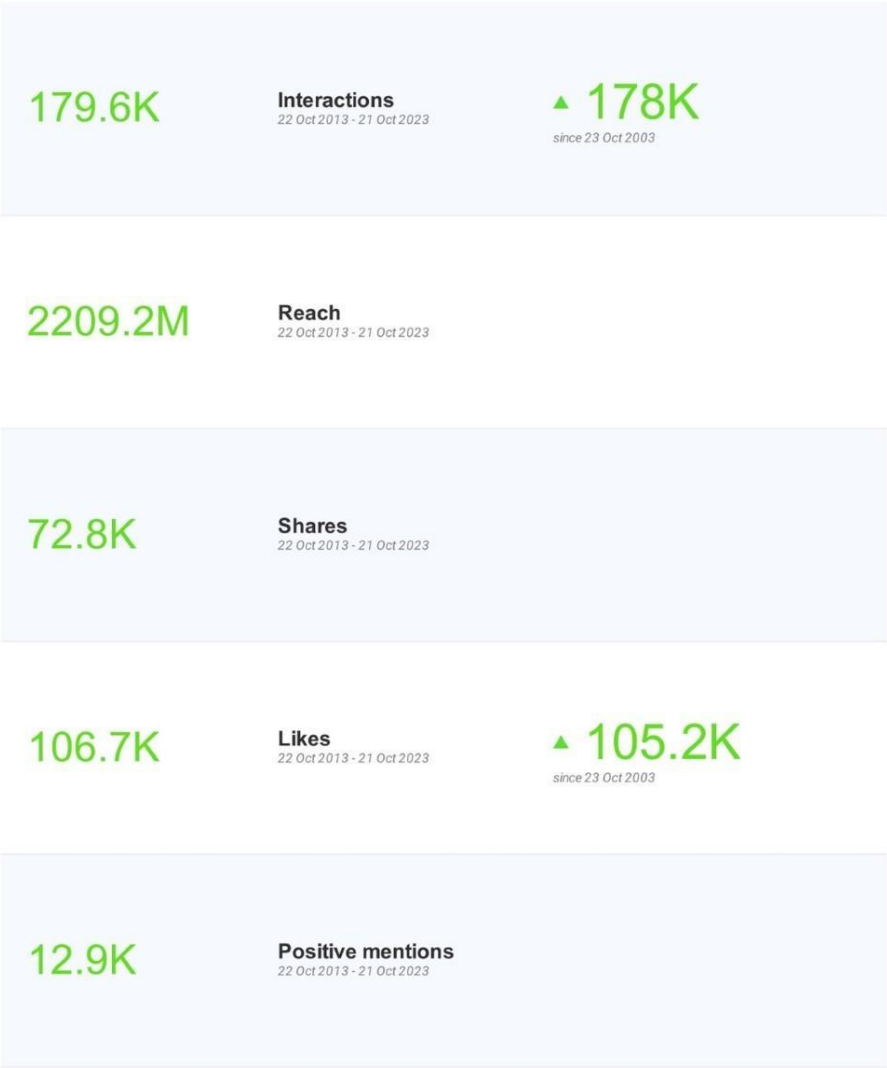 179.6K
Interactions
22 Oct 2013 - 21 Oct 2023
▲ 178K
since 23 Oct 2003
2209.2M
Reach
22 Oct 2013 - 21 Oct 2023
72.8K
Shares
22 Oct 2013 - 21 Oct 2023
106.7K
Likes
22 Oct 2013 - 21 Oct 2023
▲ 105.2K
since 23 Oct 2003
12.9K
Positive mentions
22 Oct 2013 - 21 Oct 2023